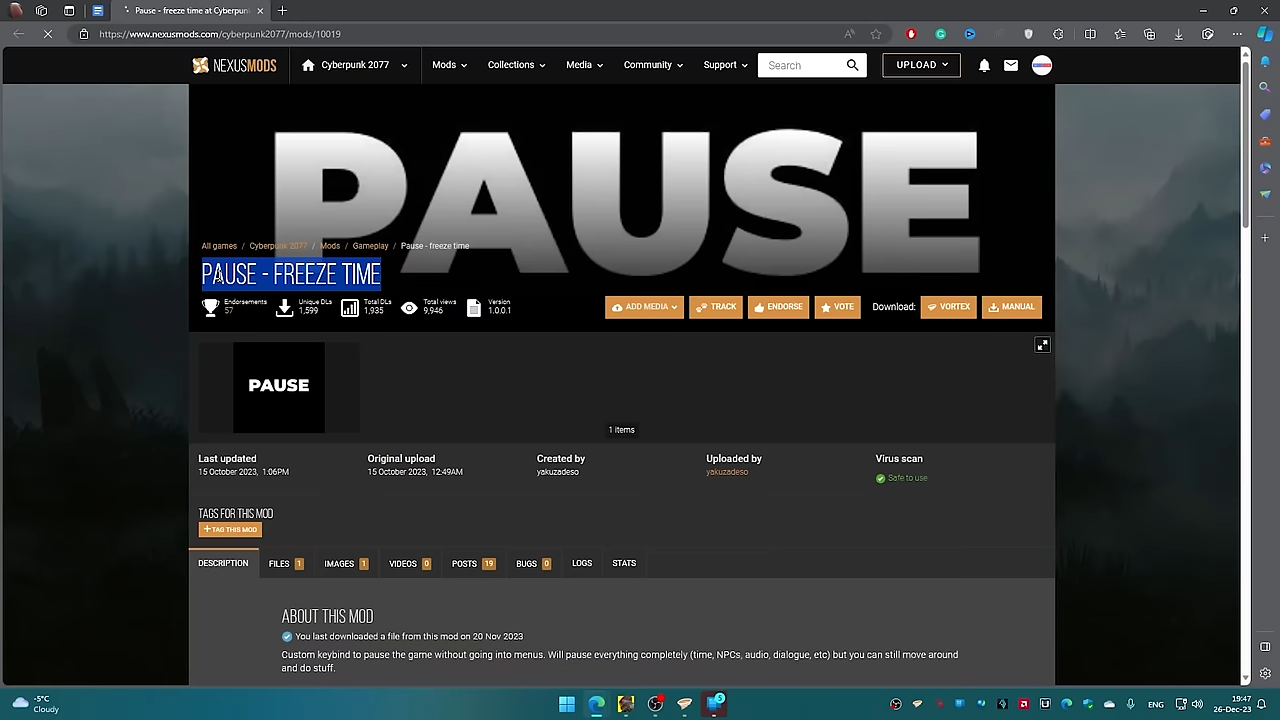 Pause - freeze time at Cyberpun
https://www.nexusmods.com/cyberpunk2077/mods/10019
NEXUSMODS
Cyberpunk 2077
Mods
Collections
Media
Community
Support
Search
UPLOAD
PAUSE
All games / Cyberpunk 2077 / Mods / Gameplay / Pause - freeze time
PAUSE - FREEZE TIME
Endorsements
57
Unique DLs
1,599
Total DLs
1,935
Total views
9,946
Version
1.0.0.1
ADD MEDIA
TRACK
ENDORSE
VOTE
Download:
VORTEX
MANUAL
PAUSE
1 items
Last updated
15 October 2023, 1:06PM
Original upload
15 October 2023, 12:49AM
Created by
yakuzadeso
Uploaded by
yakuzadeso
Virus scan
Safe to use
TAGS FOR THIS MOD
+TAG THIS MOD
DESCRIPTION
FILES 1
IMAGES 1
VIDEOS 0
POSTS 19
BUGS 0
LOGS
STATS
ABOUT THIS MOD
You last downloaded a file from this mod on 20 Nov 2023
Custom keybind to pause the game without going into menus. Will pause everything completely (time, NPCs, audio, dialogue, etc) but you can still move around
and do stuff.
-5°C
Cloudy
5
ENG
19:47
26-Dec-23